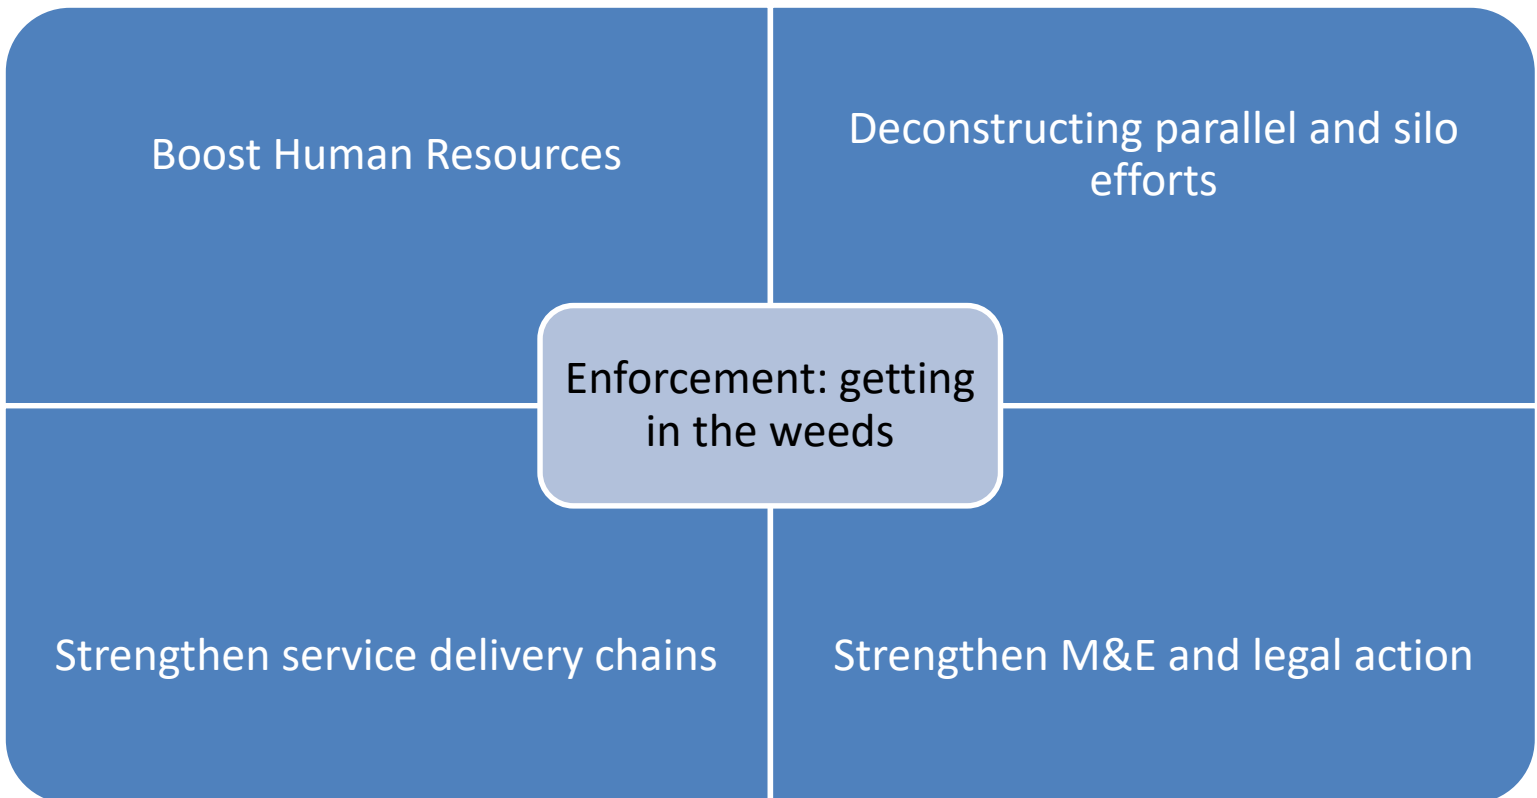 Boost Human Resources
Deconstructing parallel and silo
efforts
Enforcement: getting
in the weeds
Strengthen service delivery chains
Strengthen M&E and legal action